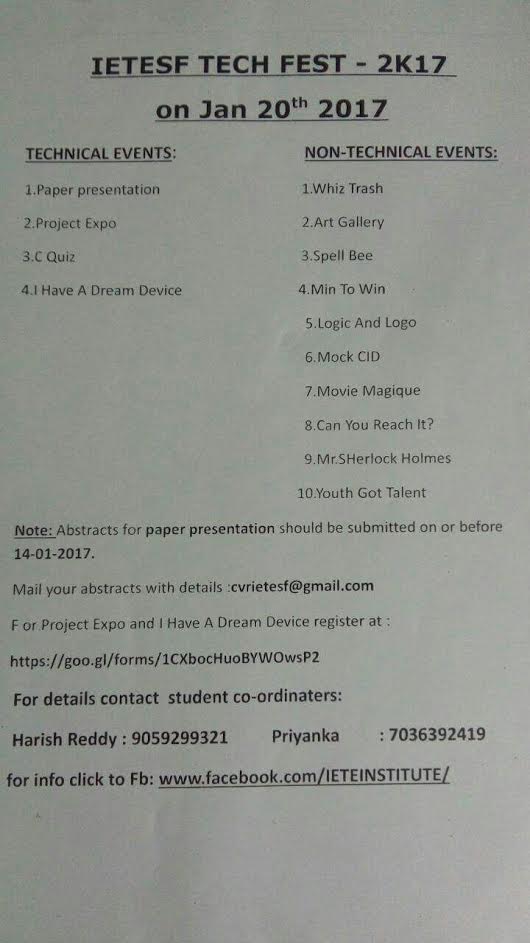 IETESF TECH FEST - 2K17
on Jan 20th 2017
TECHNICAL EVENTS:
1.Paper presentation
2.Project Expo
3.C Quiz
4.I Have A Dream Device
NON-TECHNICAL EVENTS:
1.Whiz Trash
2.Art Gallery
3.Spell Bee
4.Min To Win
5.Logic And Logo
6.Mock CID
7.Movie Magique
8.Can You Reach It?
9.Mr.SHerlock Holmes
10.Youth Got Talent
Note: Abstracts for paper presentation should be submitted on or before
14-01-2017.
Mail your abstracts with details :cvrietesf@gmail.com
F or Project Expo and I Have A Dream Device register at :
https://goo.gl/forms/1CXbocHuoBYWOwsP2
For details contact student co-ordinaters:
Harish Reddy : 9059299321 Priyanka : 7036392419
for info click to Fb: www.facebook.com/IETEINSTITUTE/